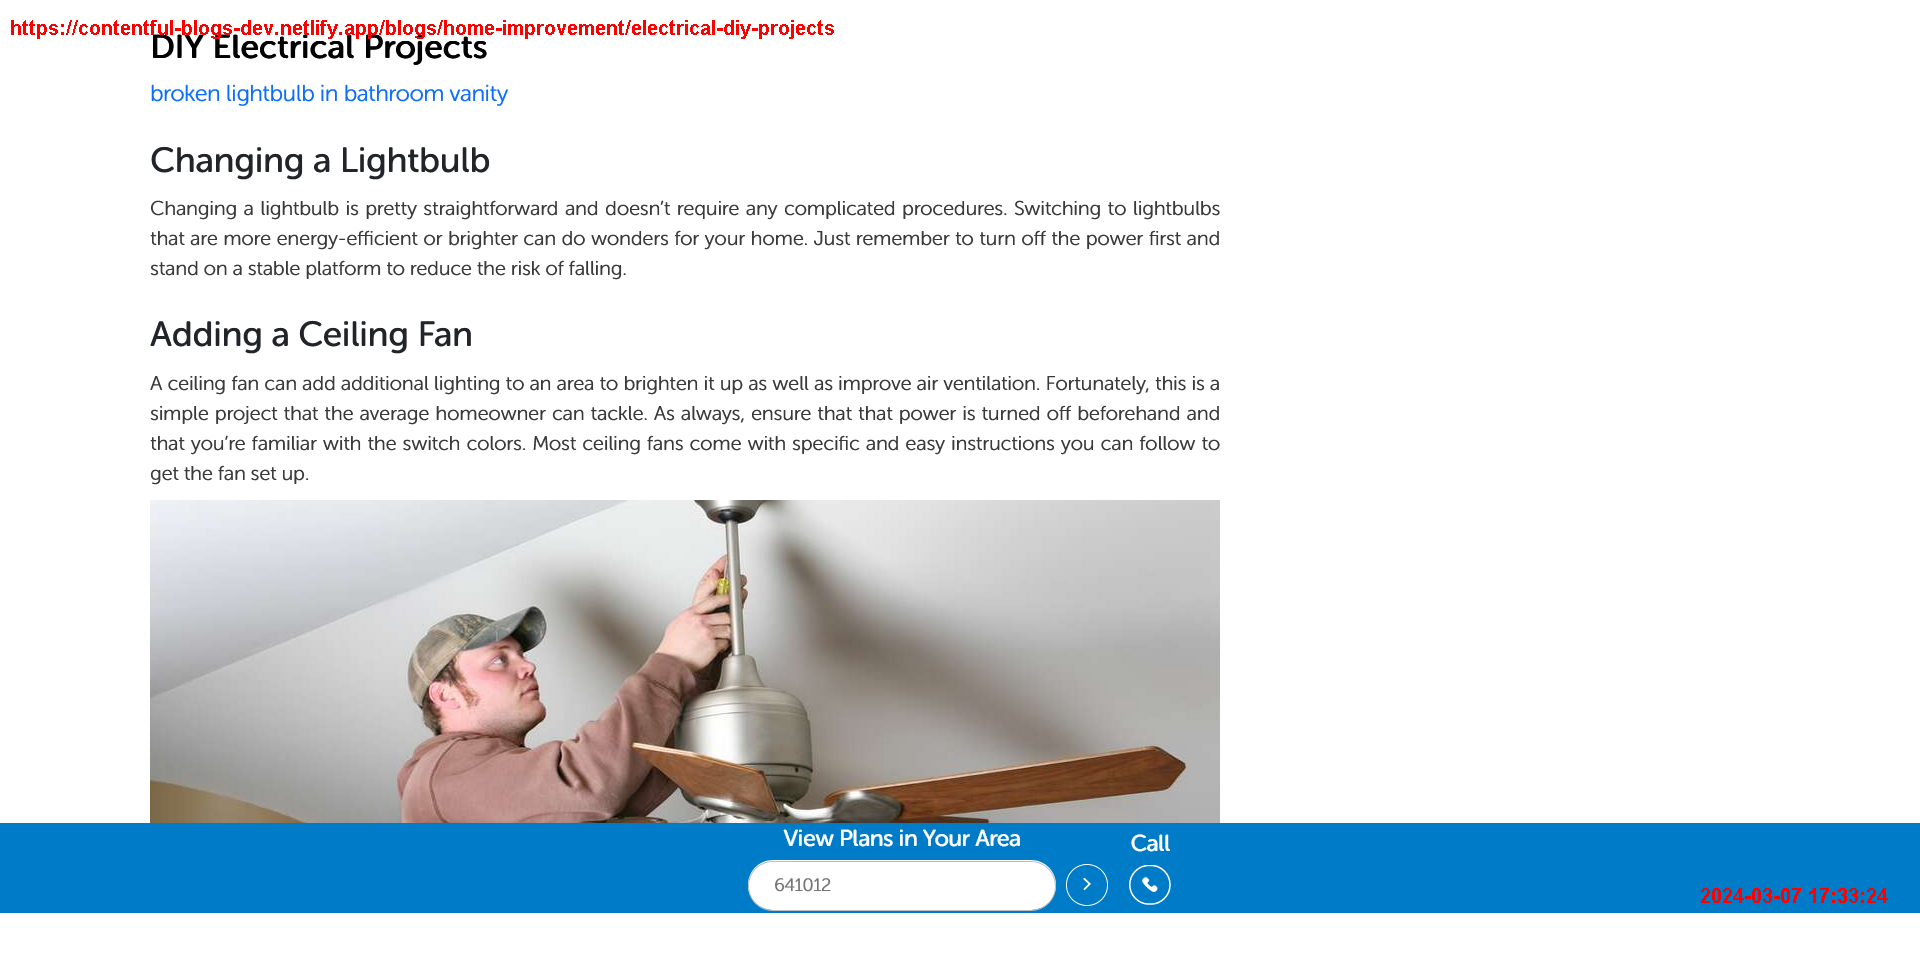 https://contentful-blogs-dev.netlify.app/blogs/home-improvement/electrical-diy-projects
DIY Electrical Projects
broken lightbulb in bathroom vanity
Changing a Lightbulb
Changing a lightbulb is pretty straightforward and doesn’t require any complicated procedures. Switching to lightbulbs
that are more energy-efficient or brighter can do wonders for your home. Just remember to turn off the power first and
stand on a stable platform to reduce the risk of falling.
Adding a Ceiling Fan
A ceiling fan can add additional lighting to an area to brighten it up as well as improve air ventilation. Fortunately, this is a
simple project that the average homeowner can tackle. As always, ensure that that power is turned off beforehand and
that you’re familiar with the switch colors. Most ceiling fans come with specific and easy instructions you can follow to
get the fan set up.
View Plans in Your Area
Call
641012
2024-03-07 17:33:24